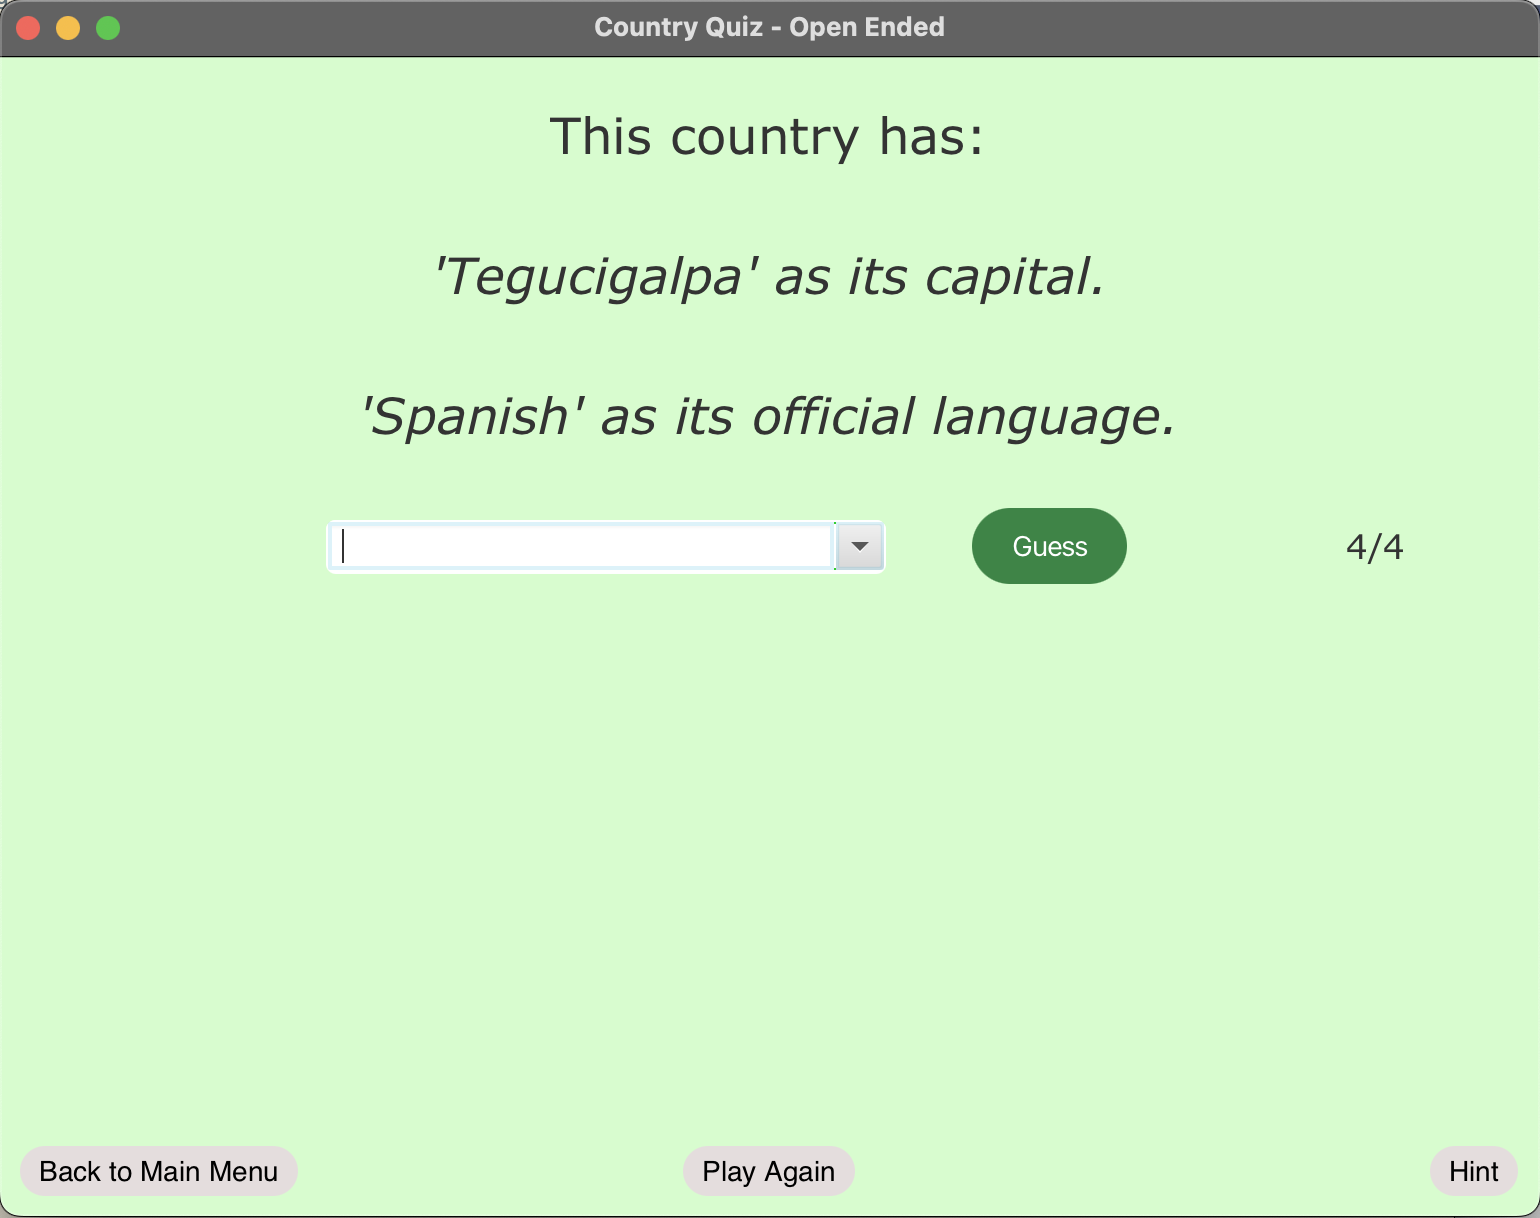 Country Quiz - Open Ended
This country has:
'Tegucigalpa' as its capital.
'Spanish' as its official language.
Guess
4/4
Back to Main Menu
Play Again
Hint